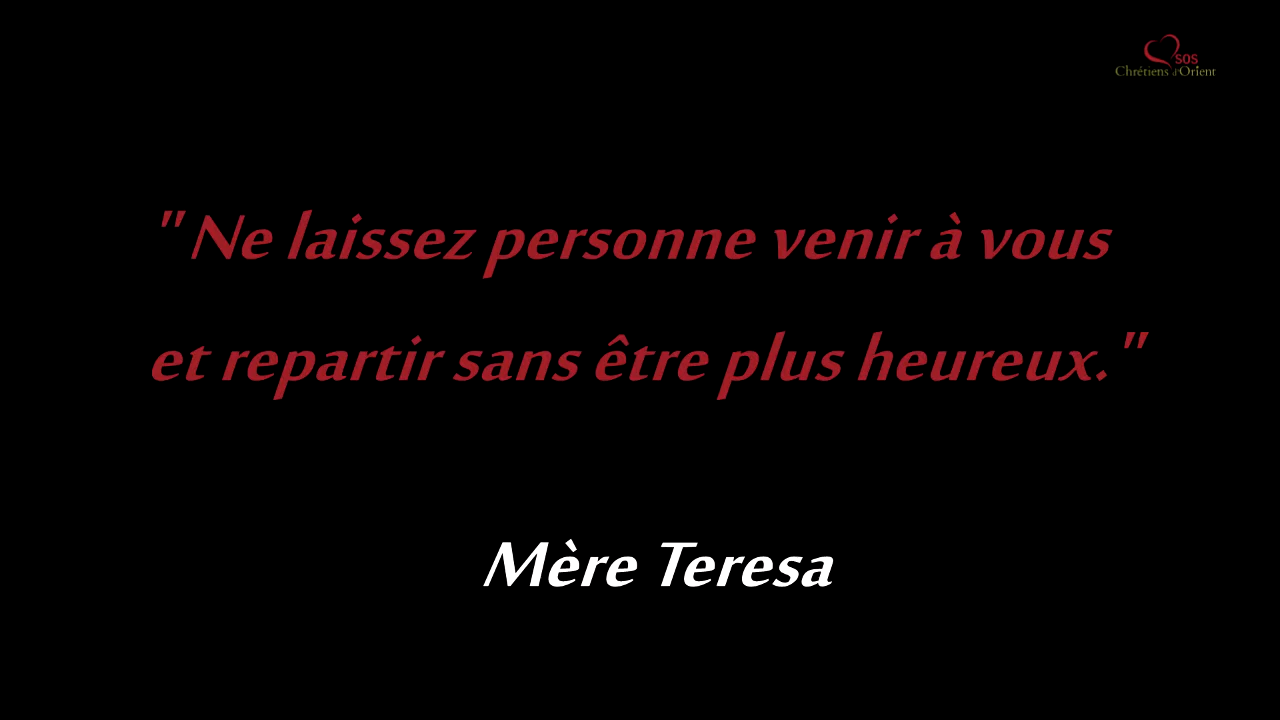 SOS
Chrétiens d'Orient
"Ne laissez personne venir à vous
et repartir sans être plus heureux."
Mère Teresa